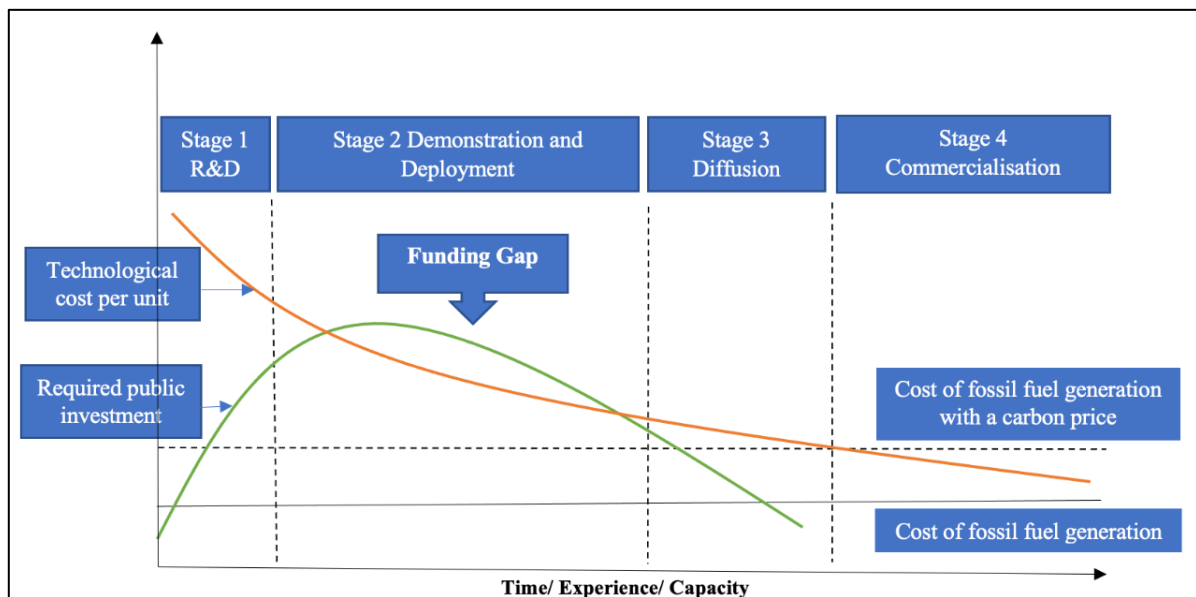 Stage 1
R&D
Stage 2 Demonstration and
Deployment
Stage 3
Diffusion
Stage 4
Commercialisation
Funding Gap
Technological
cost per unit
Required public
investment
Cost of fossil fuel generation
with a carbon price
Cost of fossil fuel generation
Time/ Experience/ Capacity